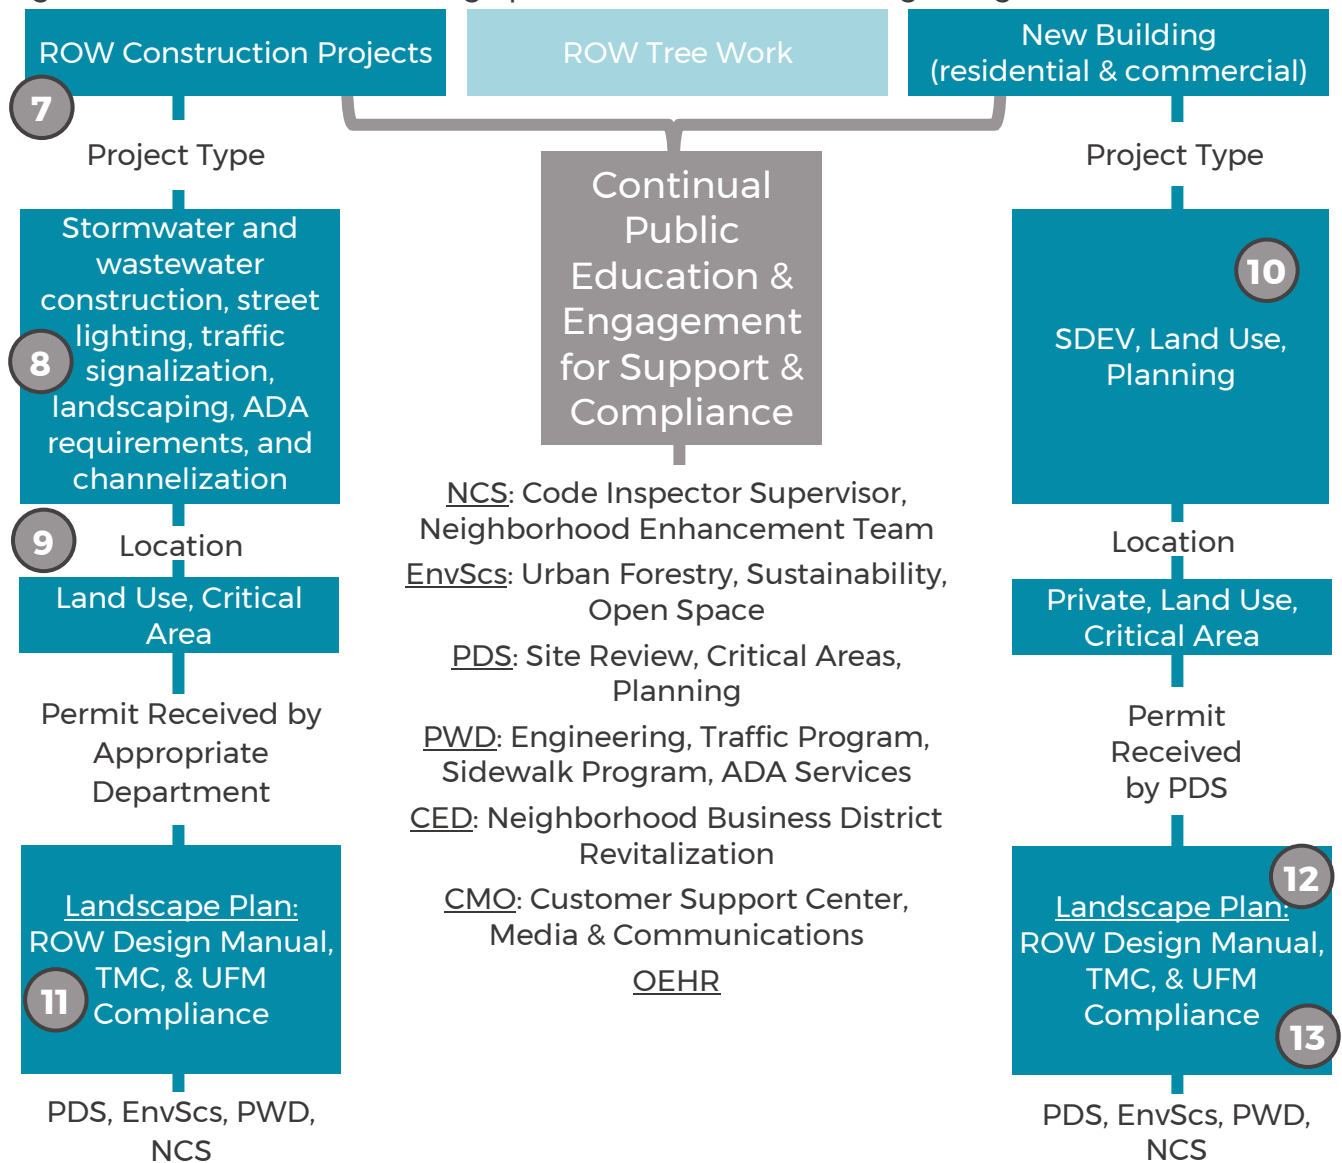 ROW Construction Projects
7
Project Type
Stormwater and
wastewater
construction, street
lighting, traffic
signalization,
landscaping, ADA
requirements, and
channelization
8
9
Location
Land Use, Critical
Area
Permit Received by
Appropriate
Department
Landscape Plan:
ROW Design Manual,
TMC, & UFM
Compliance
11
PDS, EnvScs, PWD,
NCS
ROW Tree Work
Continual
Public
Education &
Engagement
for Support &
Compliance
NCS: Code Inspector Supervisor,
Neighborhood Enhancement Team
EnvScs: Urban Forestry, Sustainability,
Open Space
PDS: Site Review, Critical Areas,
Planning
PWD: Engineering, Traffic Program,
Sidewalk Program, ADA Services
CED: Neighborhood Business District
Revitalization
CMO: Customer Support Center,
Media & Communications
OEHR
New Building
(residential & commercial)
Project Type
10
SDEV, Land Use,
Planning
Location
Private, Land Use,
Critical Area
Permit
Received
by PDS
12
Landscape Plan:
ROW Design Manual,
TMC, & UFM
Compliance
13
PDS, EnvScs, PWD,
NCS